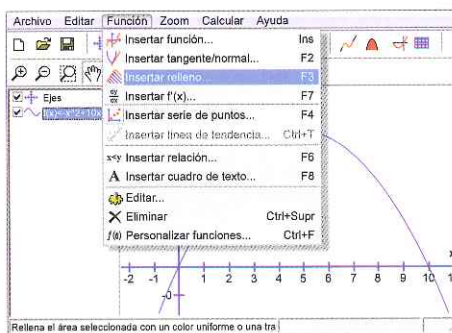 Archivo Editar Función Zoom Calcular Ayuda
Insertar función... Ins
Insertar tangente/normal... F2
Insertar relleno... F3
Insertar f'(x)... F7
Insertar serie de puntos... F4
Insertar línea de tendencia... Ctrl+T
x<y Insertar relación... F6
A Insertar cuadro de texto... F8
Editar...
Eliminar Ctrl+Supr
Personalizar funciones... Ctrl+F
Ejes
-2 -1 1 2 3 4 5 6 7 8 9 10
Rellena el área seleccionada con un color uniforme o una tra